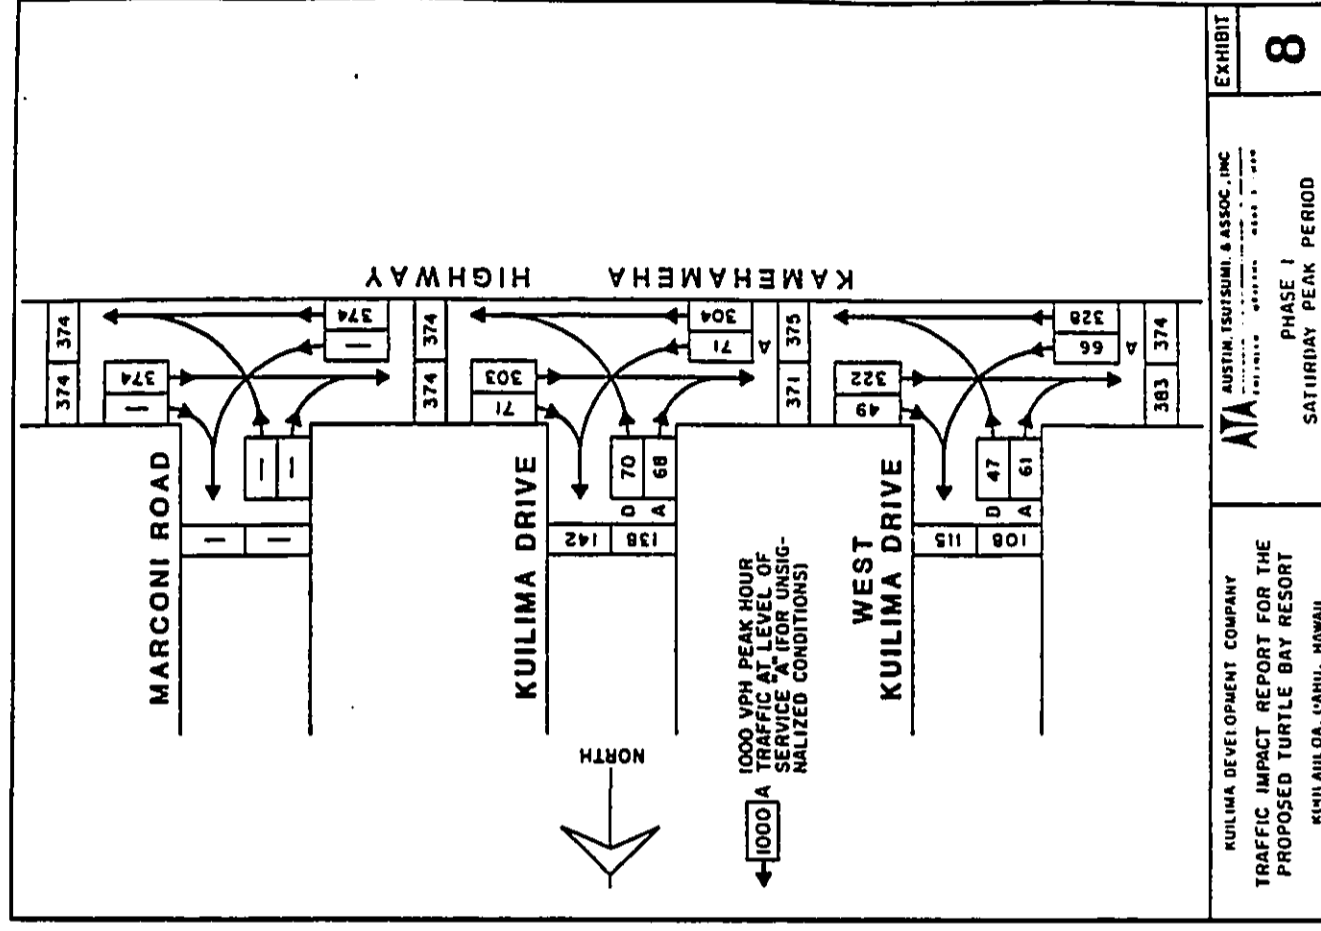 EXHIBIT
8
374
374
374
1
374
1
1
1
1
1
MARCONI ROAD
KAMEHAMEHA HIGHWAY
374
374
303
71
304
71
A
70
68
D
A
142
138
KUILIMA DRIVE
375
371
322
49
328
66
A
47
61
D
A
115
108
WEST
KUILIMA DRIVE
374
383
NORTH
1000 A
1000 VPH PEAK HOUR
TRAFFIC AT LEVEL OF
SERVICE "A" (FOR UNSIG-
NALIZED CONDITIONS)
ATA AUSTIN, TSUTSUMI & ASSOC., INC
PHASE I
SATURDAY PEAK PERIOD
KUILIMA DEVELOPMENT COMPANY
TRAFFIC IMPACT REPORT FOR THE
PROPOSED TURTLE BAY RESORT
OAHU, HAWAII